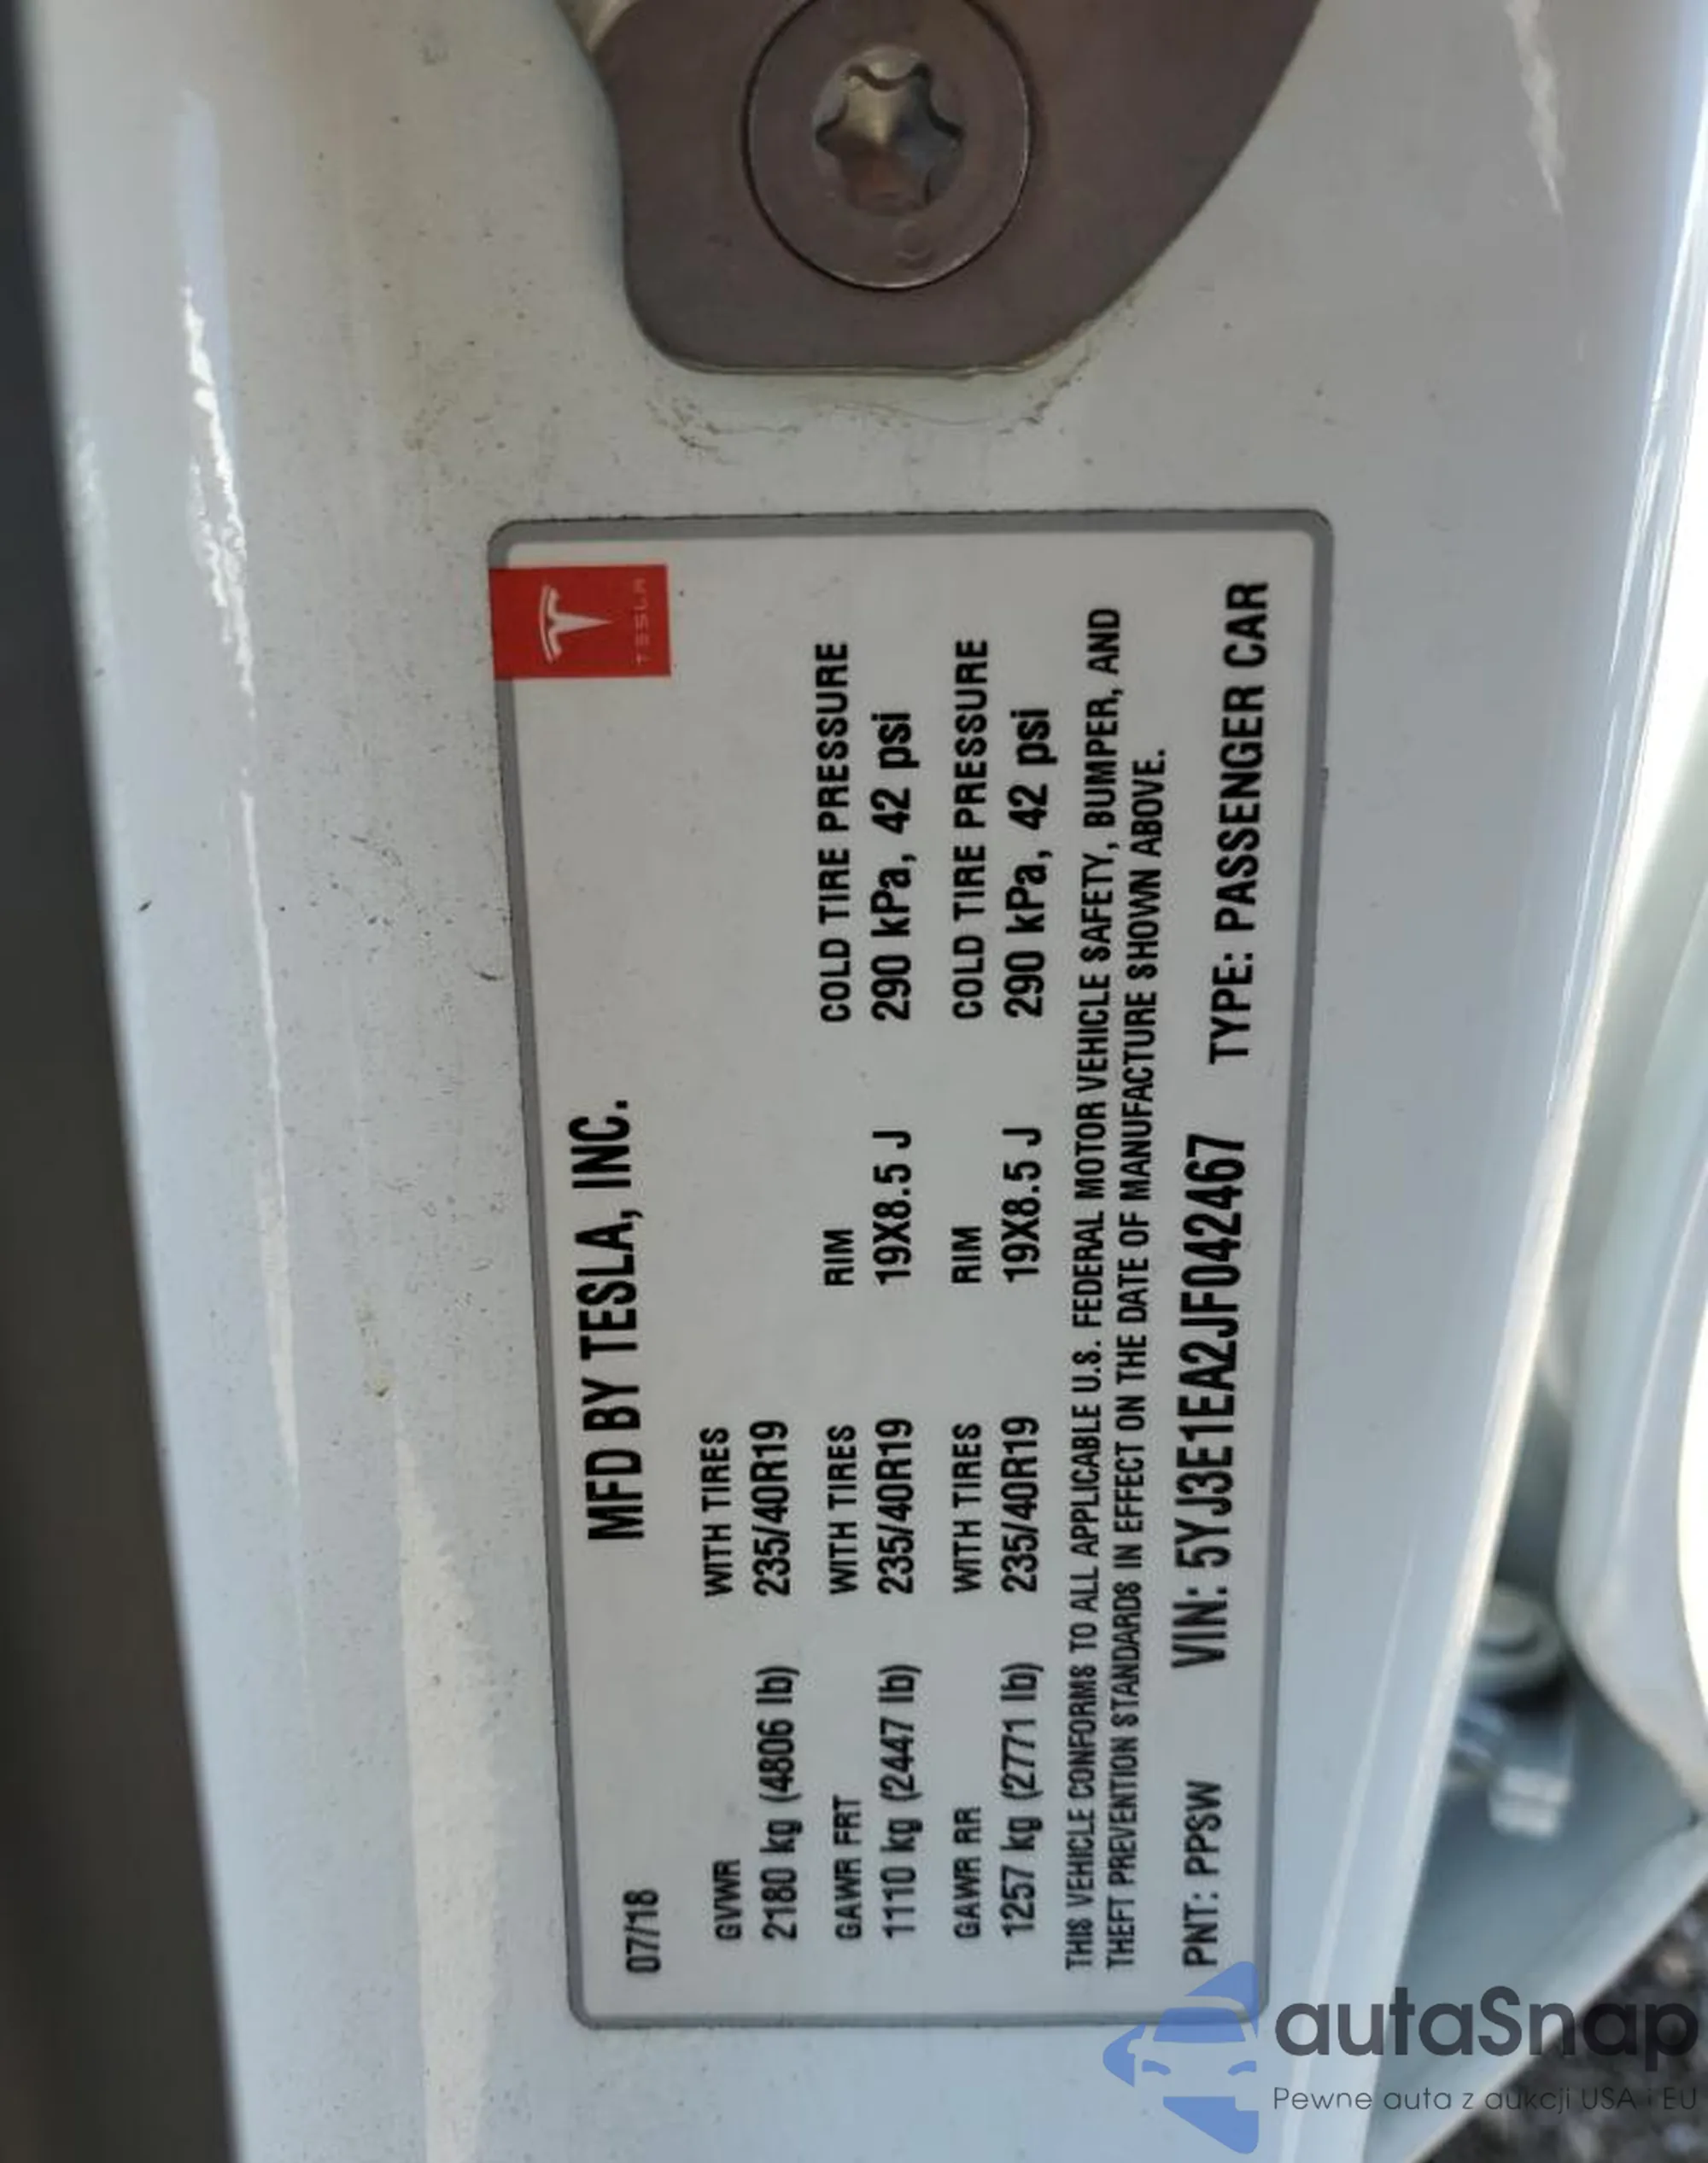 TESLA
07/18
MFD BY TESLA, INC.
GVWR WITH TIRES
2180 kg (4806 lb) 235/40R19
GAWR FRT WITH TIRES RIM COLD TIRE PRESSURE
1110 kg (2447 lb) 235/40R19 19X8.5 J 290 kPa, 42 psi
GAWR RR WITH TIRES RIM COLD TIRE PRESSURE
1257 kg (2771 lb) 235/40R19 19X8.5 J 290 kPa, 42 psi
THIS VEHICLE CONFORMS TO ALL APPLICABLE U.S. FEDERAL MOTOR VEHICLE SAFETY, BUMPER, AND
THEFT PREVENTION STANDARDS IN EFFECT ON THE DATE OF MANUFACTURE SHOWN ABOVE.
PNT: PPSW VIN: 5YJ3E1EA2JF042467 TYPE: PASSENGER CAR
autaSnap
Pewne auta z aukcji USA i EU